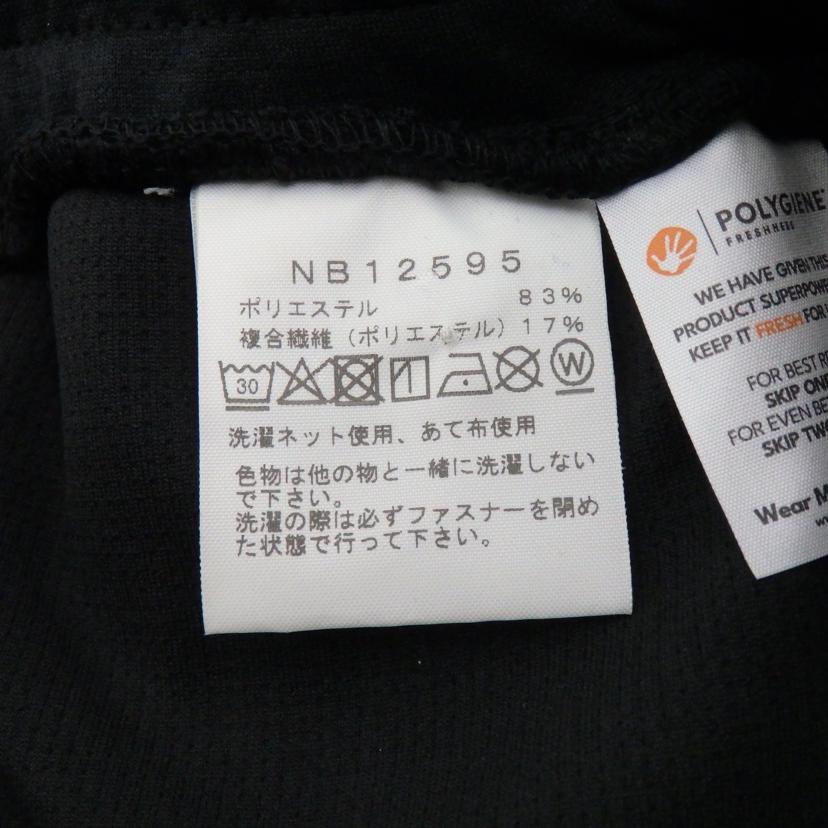 NB12595
ポリエステル 83%
複合繊維（ポリエステル）17%
30
W
洗濯ネット使用、あて布使用
色物は他の物と一緒に洗濯しない
で下さい。
洗濯の際は必ずファスナーを閉め
た状態で行って下さい。
POLYGIENE
FRESHNESS
WE HAVE GIVEN THIS
PRODUCT
KEEP IT FRESH FOR
FOR BEST
SKIP
FOR EVEN
SKIP
Wear